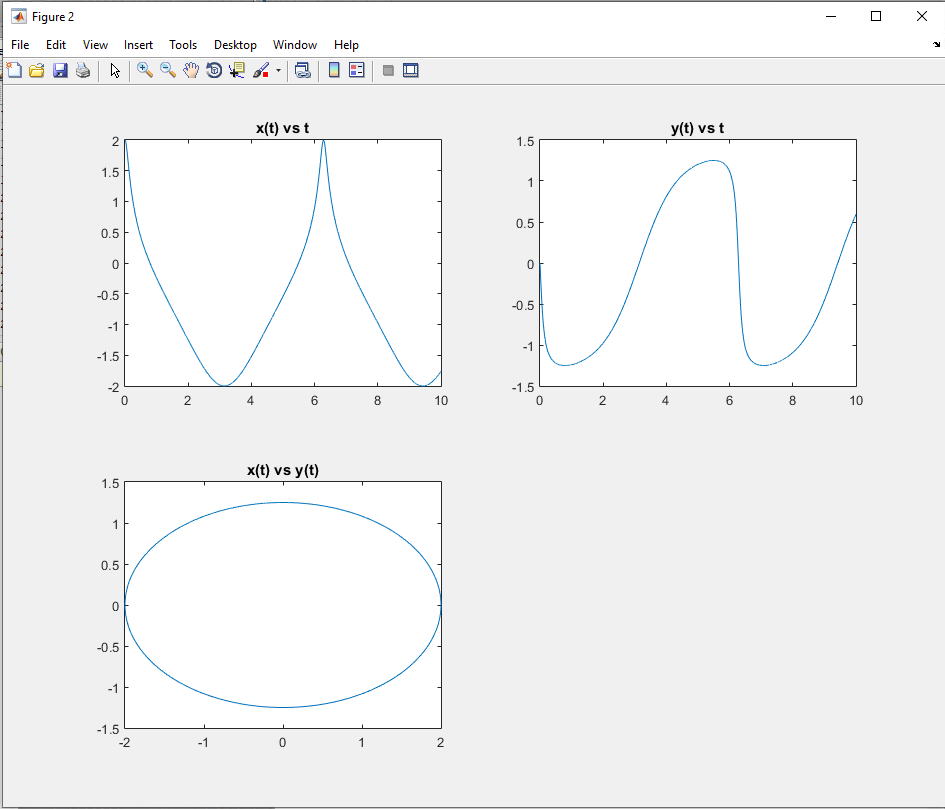 Figure 2
File Edit View Insert Tools Desktop Window Help
x(t) vs t
2
1.5
1
0.5
0
-0.5
-1
-1.5
-2
0 2 4 6 8 10
y(t) vs t
1.5
1
0.5
0
-0.5
-1
-1.5
0 2 4 6 8 10
x(t) vs y(t)
1.5
1
0.5
0
-0.5
-1
-1.5
-2 -1 0 1 2